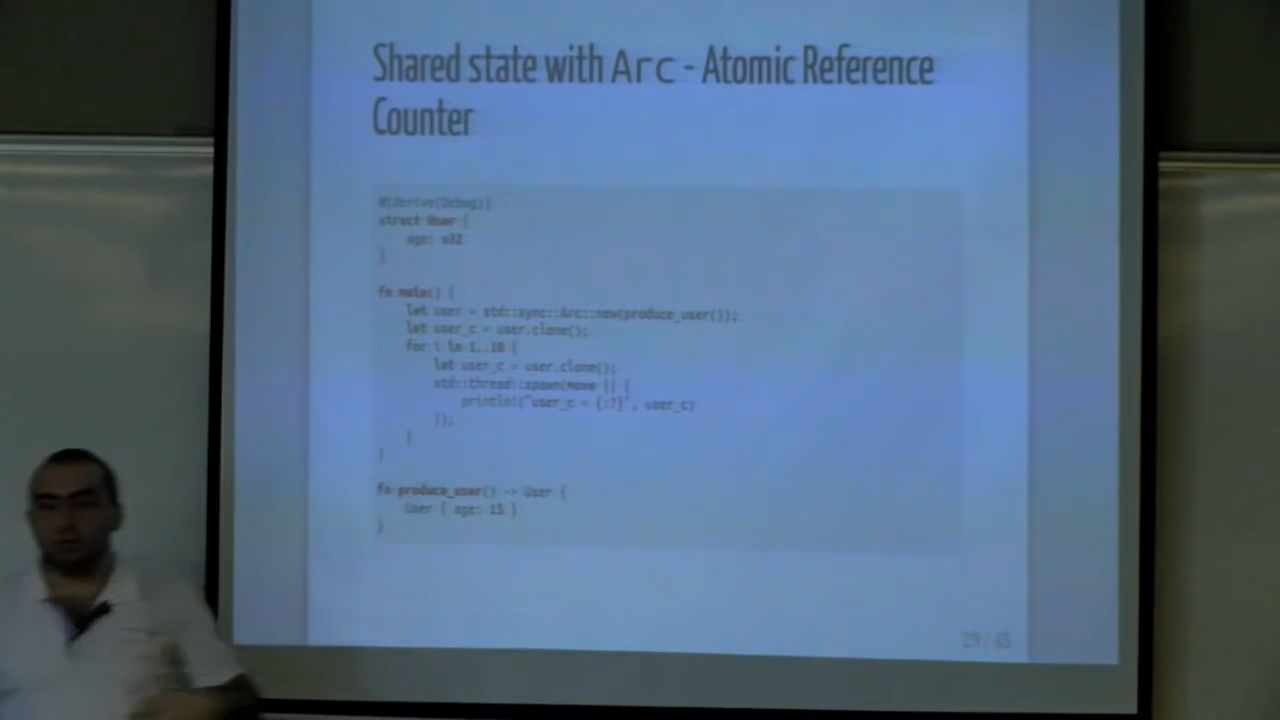 Shared state with Arc - Atomic Reference
Counter
#[derive(Debug)]
struct User {
age: u32
}
fn main() {
let user = std::sync::Arc::new(produce_user());
let user_c = user.clone();
for i in 1..10 {
let user_c = user.clone();
std::thread::spawn(move || {
println!("user_c = {:?}", user_c)
});
}
}
fn produce_user() -> User {
User { age: 15 }
}
29 / 45